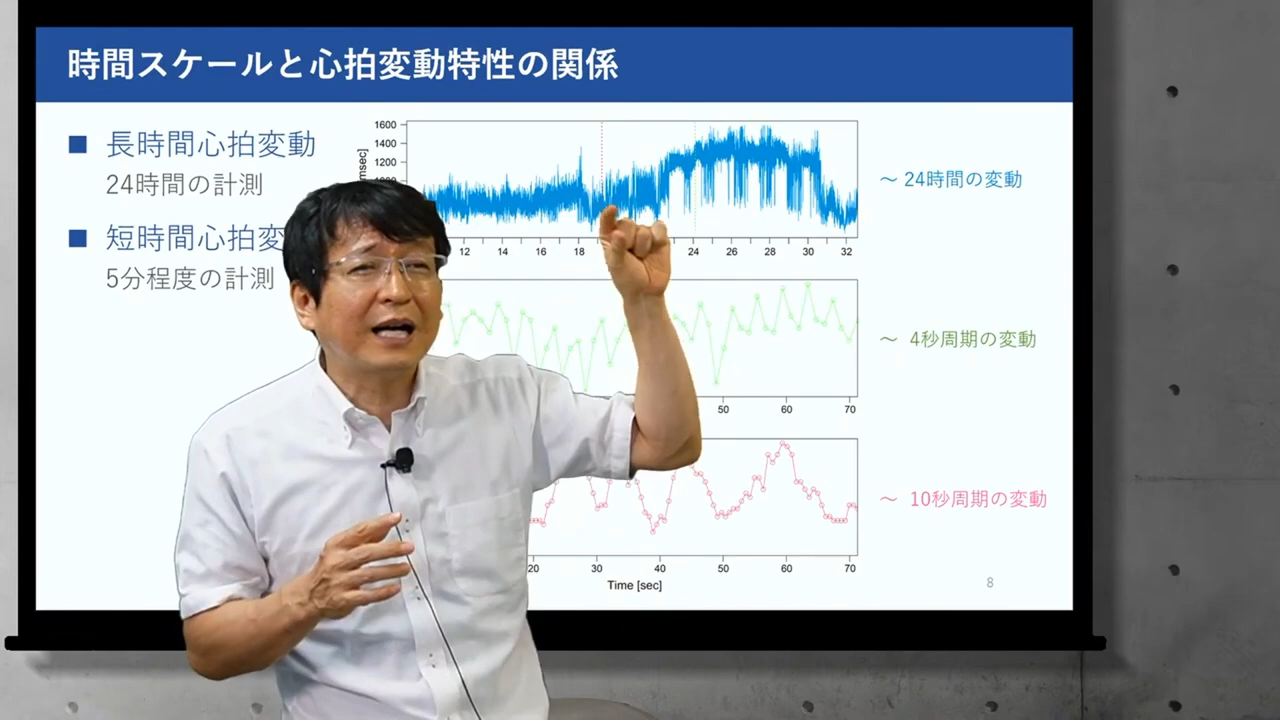 時間スケールと心拍変動特性の関係
■ 長時間心拍変動
24時間の計測
■ 短時間心拍変
5分程度の計測
1600
1400
1200
msec]
12 14 16 18 24 26 28 30 32
～ 24時間の変動
50 60 70
～ 4秒周期の変動
20 30 40 50 60 70
Time [sec]
～ 10秒周期の変動
8